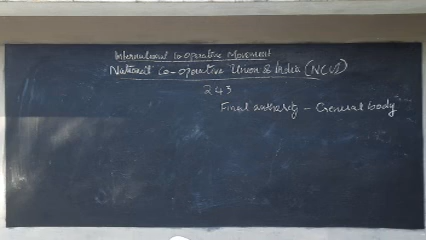 International Co-operative Movement
National Co-operative Union of India (NCUI)
243
Final authority - General body